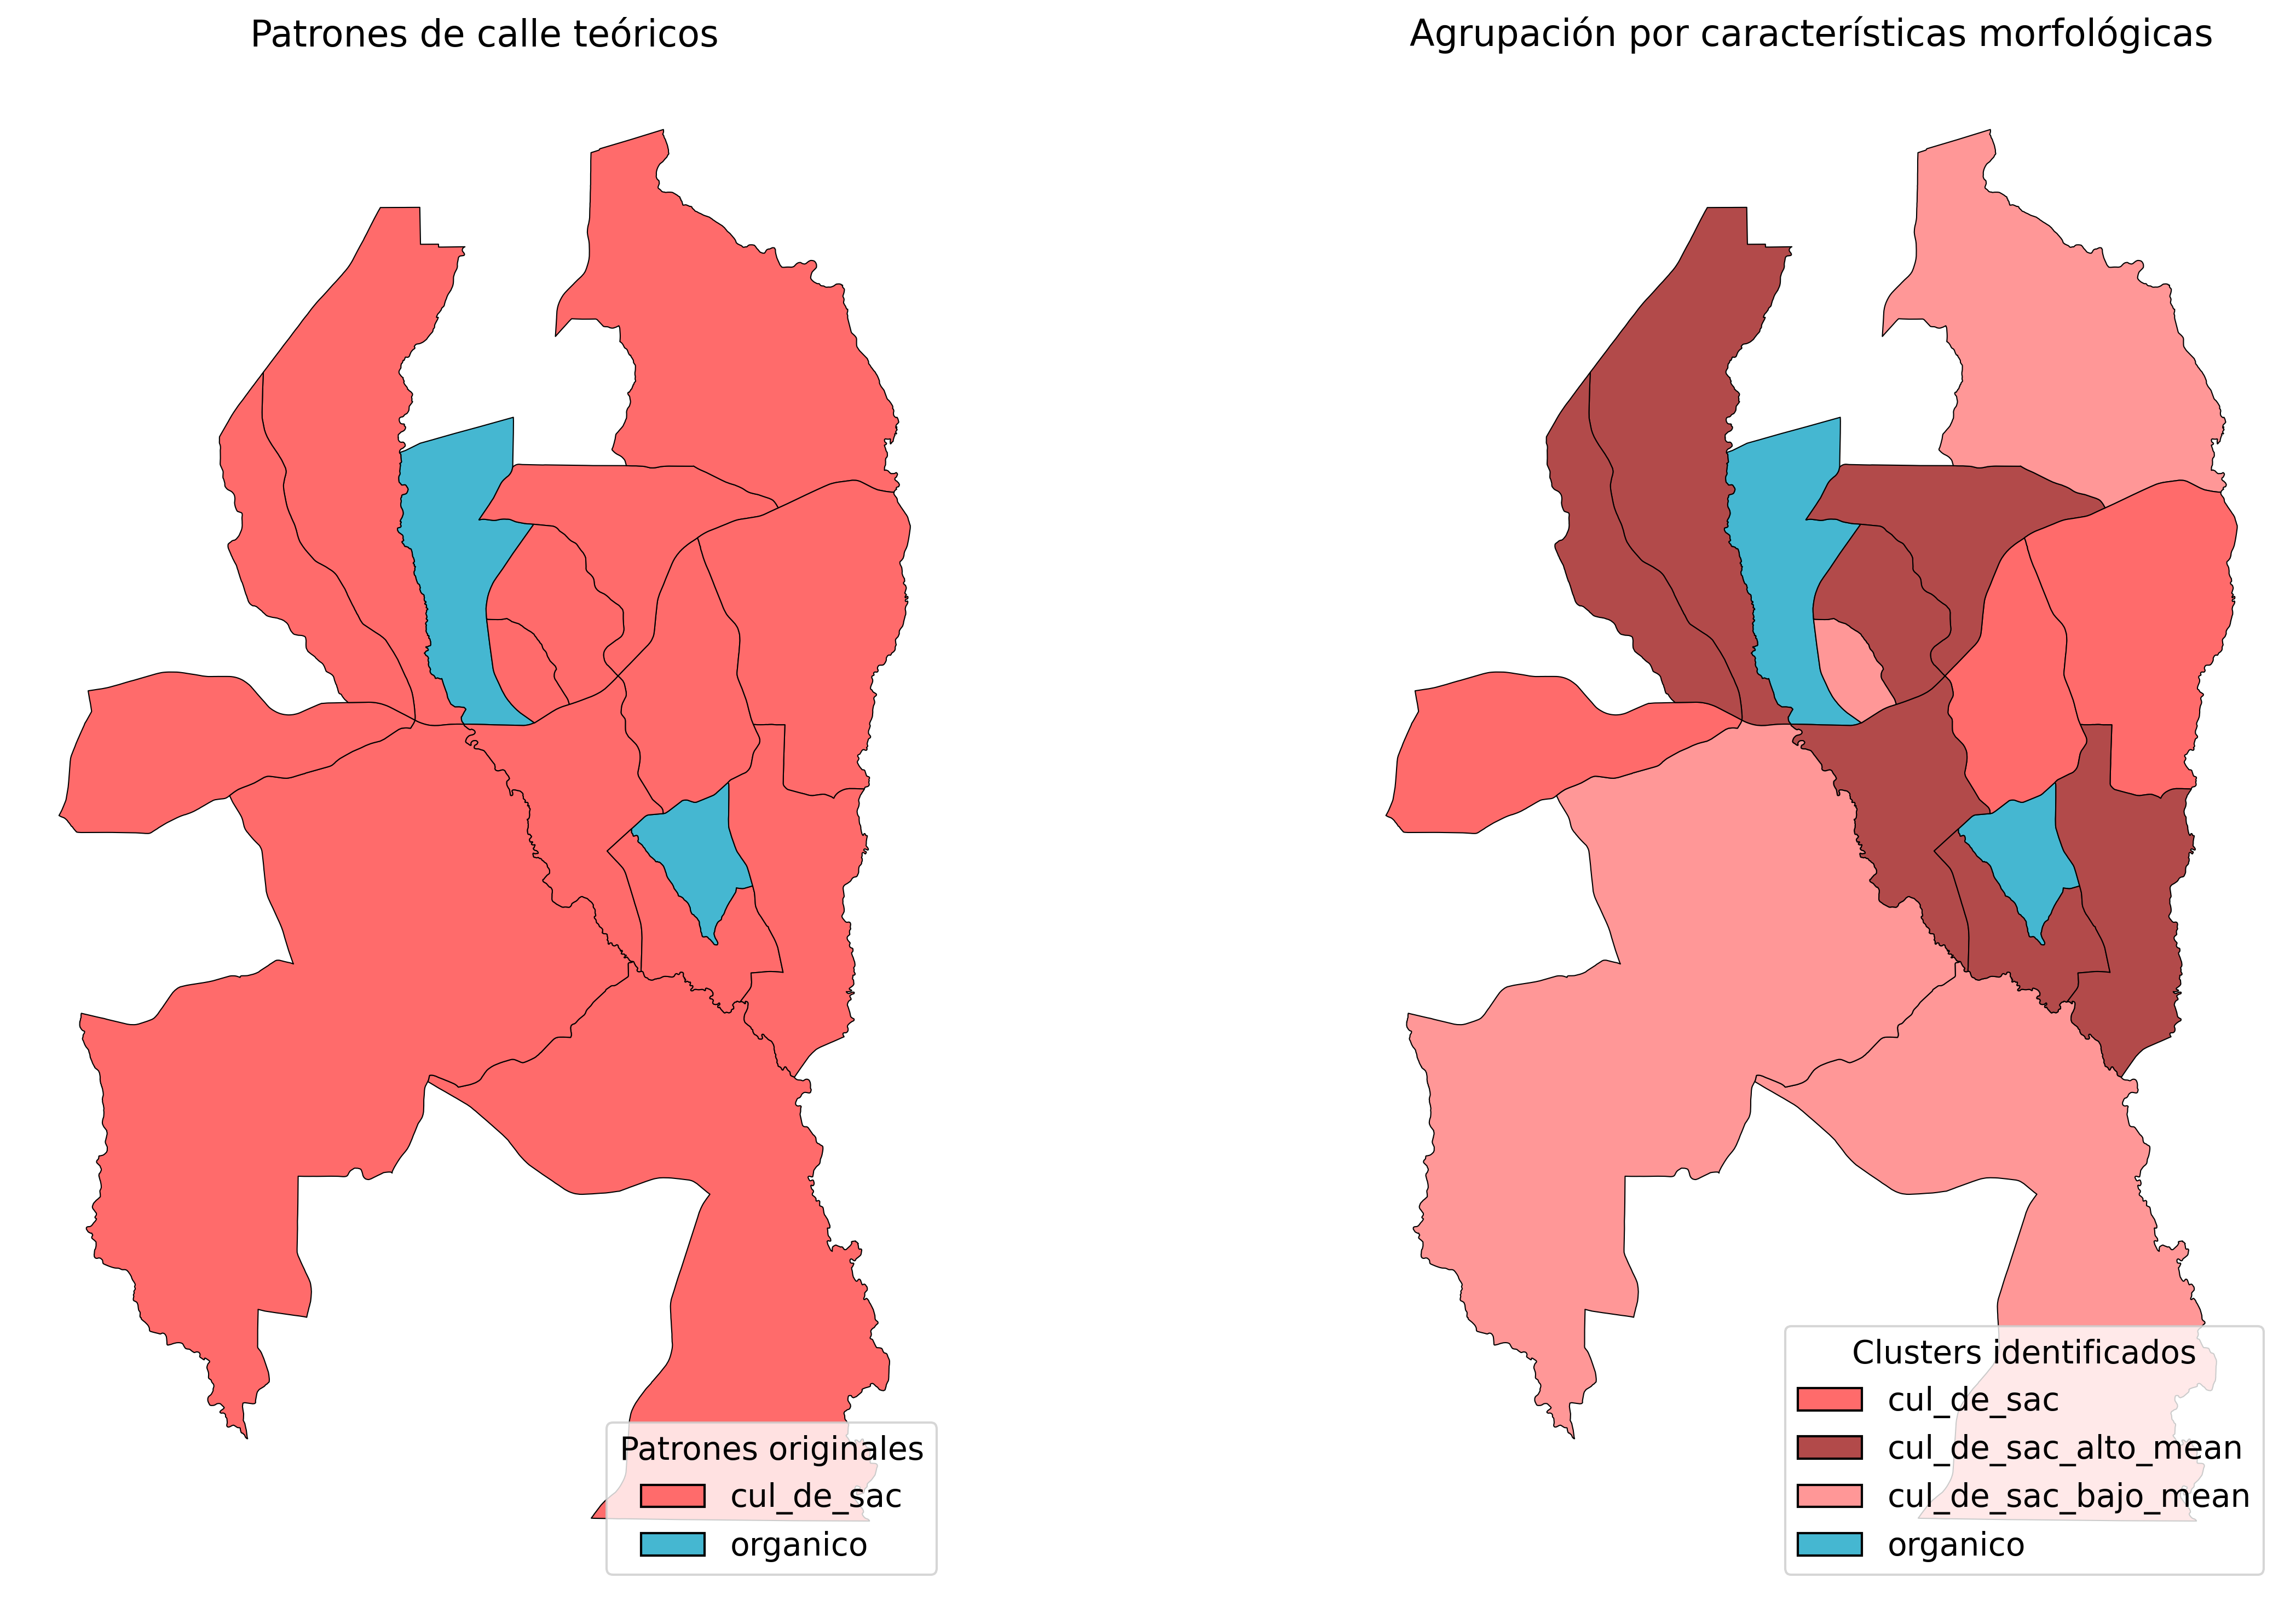 Patrones de calle teóricos
Agrupación por características morfológicas
Patrones originales
cul_de_sac
organico
Clusters identificados
cul_de_sac
cul_de_sac_alto_mean
cul_de_sac_bajo_mean
organico